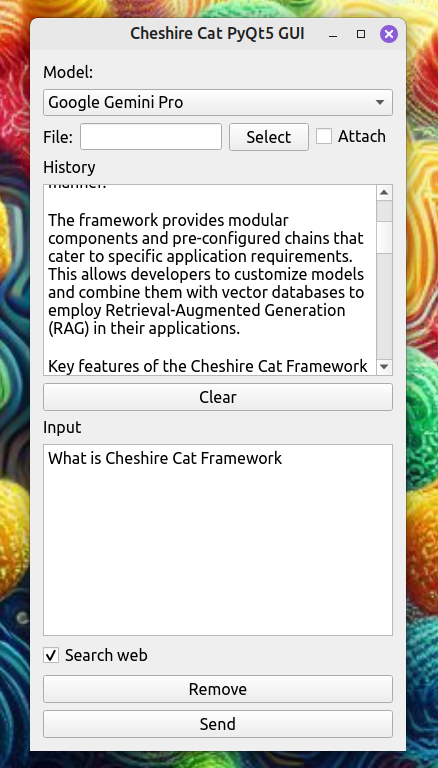 Cheshire Cat PyQt5 GUI
Model:
Google Gemini Pro
File:
Select
Attach
History
manner.
The framework provides modular
components and pre-configured chains that
cater to specific application requirements.
This allows developers to customize models
and combine them with vector databases to
employ Retrieval-Augmented Generation
(RAG) in their applications.
Key features of the Cheshire Cat Framework
Clear
Input
What is Cheshire Cat Framework
Search web
Remove
Send